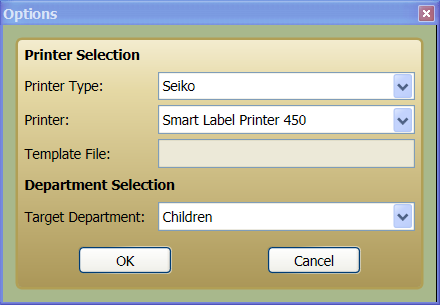 Options
Printer Selection
Printer Type: Seiko
Printer: Smart Label Printer 450
Template File:
Department Selection
Target Department: Children
OK Cancel